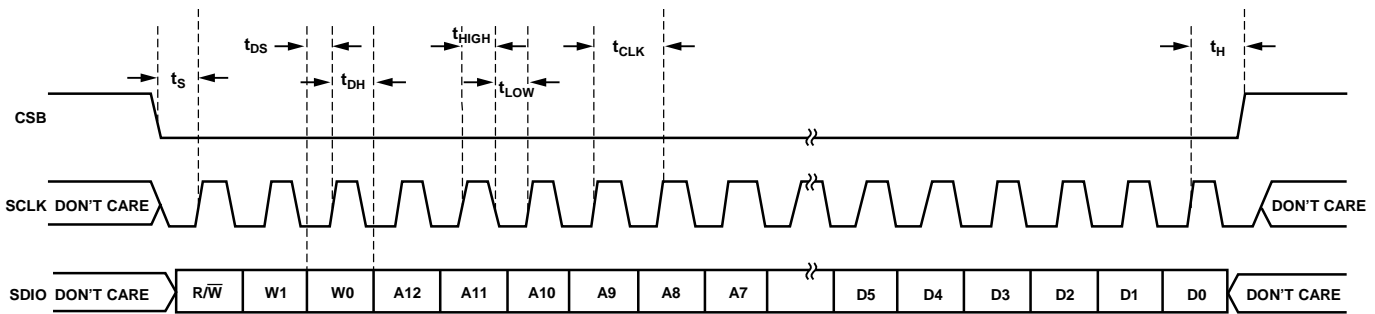 tDS
tHIGH
tCLK
tH
tS
tDH
tLOW
CSB
SCLK DON'T CARE
DON'T CARE
SDIO DON'T CARE R/W̅ W1 W0 A12 A11 A10 A9 A8 A7 D5 D4 D3 D2 D1 D0 DON'T CARE